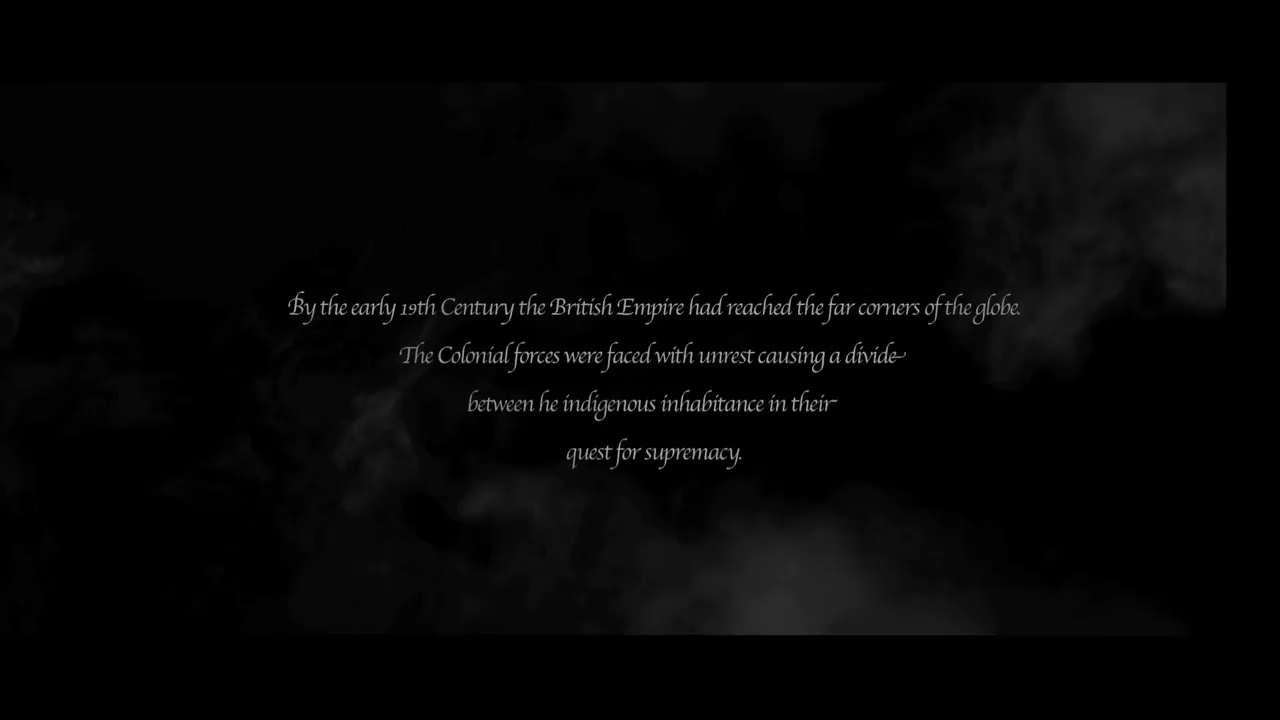 By the early 19th Century the British Empire had reached the far corners of the globe.
The Colonial forces were faced with unrest causing a divide
between he indigenous inhabitance in their
quest for supremacy.